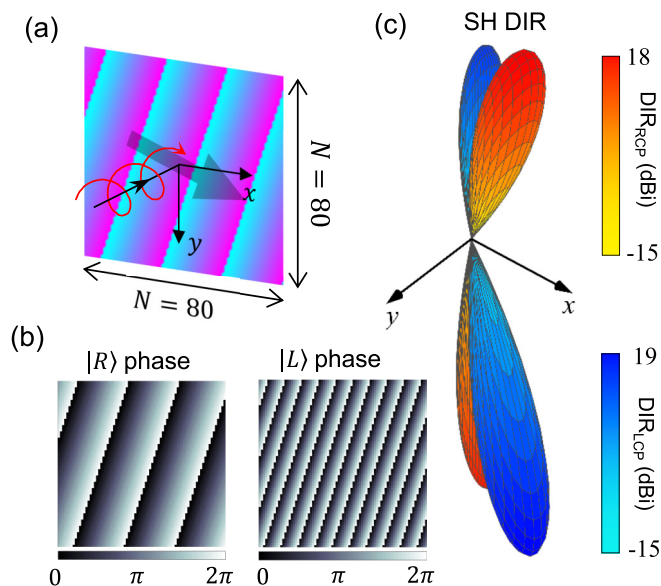 (a)
x
y
N = 80
N = 80
(b)
|R⟩ phase
|L⟩ phase
0 π 2π
0 π 2π
(c)
SH DIR
y
x
18
DIR_RCP (dBi)
-15
19
DIR_LCP (dBi)
-15